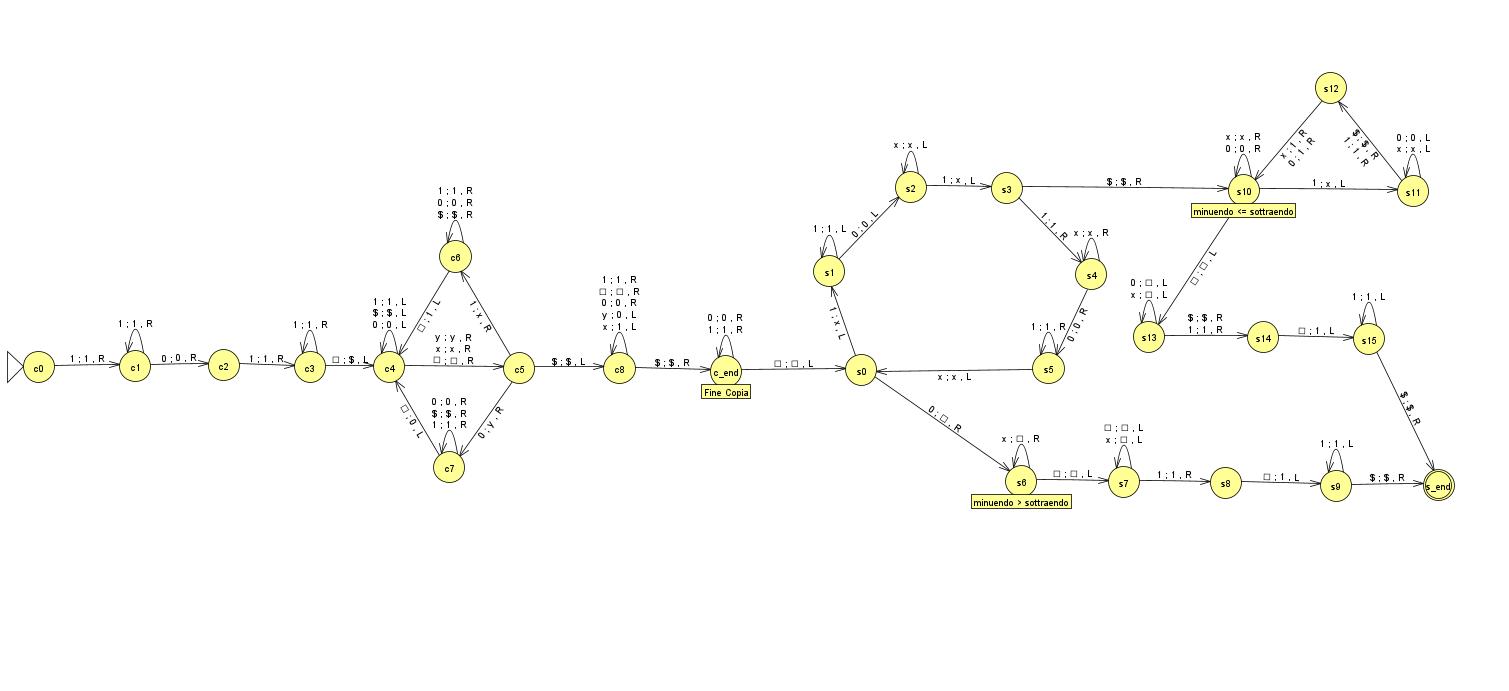 c0
1 ; 1 , R
1 ; 1 , R
c1
0 ; 0 , R
c2
1 ; 1 , R
1 ; 1 , R
c3
□ ; $ , L
1 ; 1 , L
$ ; $ , L
0 ; 0 , L
c4
1 ; 1 , R
0 ; 0 , R
$ ; $ , R
c6
□ ; 1 , L
1 ; x , R
y ; y , R
x ; x , R
□ ; □ , R
c5
0 ; 0 , R
$ ; $ , R
1 ; 1 , R
c7
□ ; 0 , L
0 ; y , R
$ ; $ , L
1 ; 1 , R
□ ; □ , R
0 ; 0 , R
y ; 0 , L
x ; 1 , L
c8
$ ; $ , R
0 ; 0 , R
1 ; 1 , R
c_end
Fine Copia
□ ; □ , L
s0
1 ; x , L
1 ; 1 , L
s1
0 ; 0 , L
x ; x , L
s2
1 ; x , L
s3
1 ; 1 , R
x ; x , R
s4
0 ; 0 , R
1 ; 1 , R
s5
x ; x , L
$ ; $ , R
x ; x , R
0 ; 0 , R
s10
minuendo <= sottraendo
1 ; x , L
0 ; 0 , L
x ; x , L
s11
$ ; $ , R
1 ; 1 , R
s12
x ; 1 , R
0 ; 1 , R
□ ; □ , L
0 ; □ , L
x ; □ , L
s13
$ ; $ , R
1 ; 1 , R
s14
□ ; 1 , L
1 ; 1 , L
s15
$ ; $ , R
0 ; □ , R
x ; □ , R
s6
minuendo > sottraendo
□ ; □ , L
□ ; □ , L
x ; □ , L
s7
1 ; 1 , R
s8
□ ; 1 , L
1 ; 1 , L
s9
$ ; $ , R
s_end